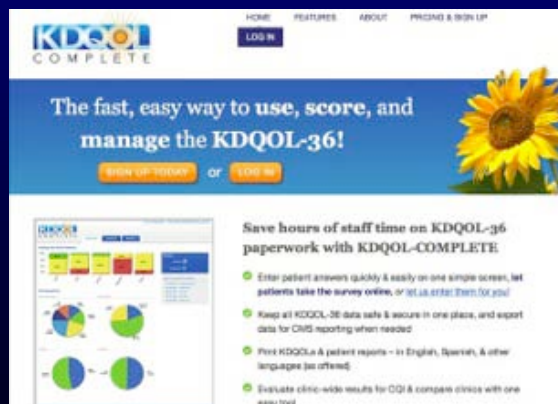 HOME FEATURES ABOUT PRICING & SIGN UP
LOG IN
KDQOL
COMPLETE
The fast, easy way to use, score, and
manage the KDQOL-36!
SIGN UP TODAY or LOG IN
Save hours of staff time on KDQOL-36
paperwork with KDQOL-COMPLETE
Enter patient answers quickly & easily on one simple screen, let
patients take the survey online, or let us enter them for you!
Keep all KDQOL-36 data safe & secure in one place, and export
data for CMS reporting when needed
Print KDQOLs & patient reports – in English, Spanish, & other
languages (as offered)
Evaluate clinic-wide results for CQI & compare clinics with one
easy tool